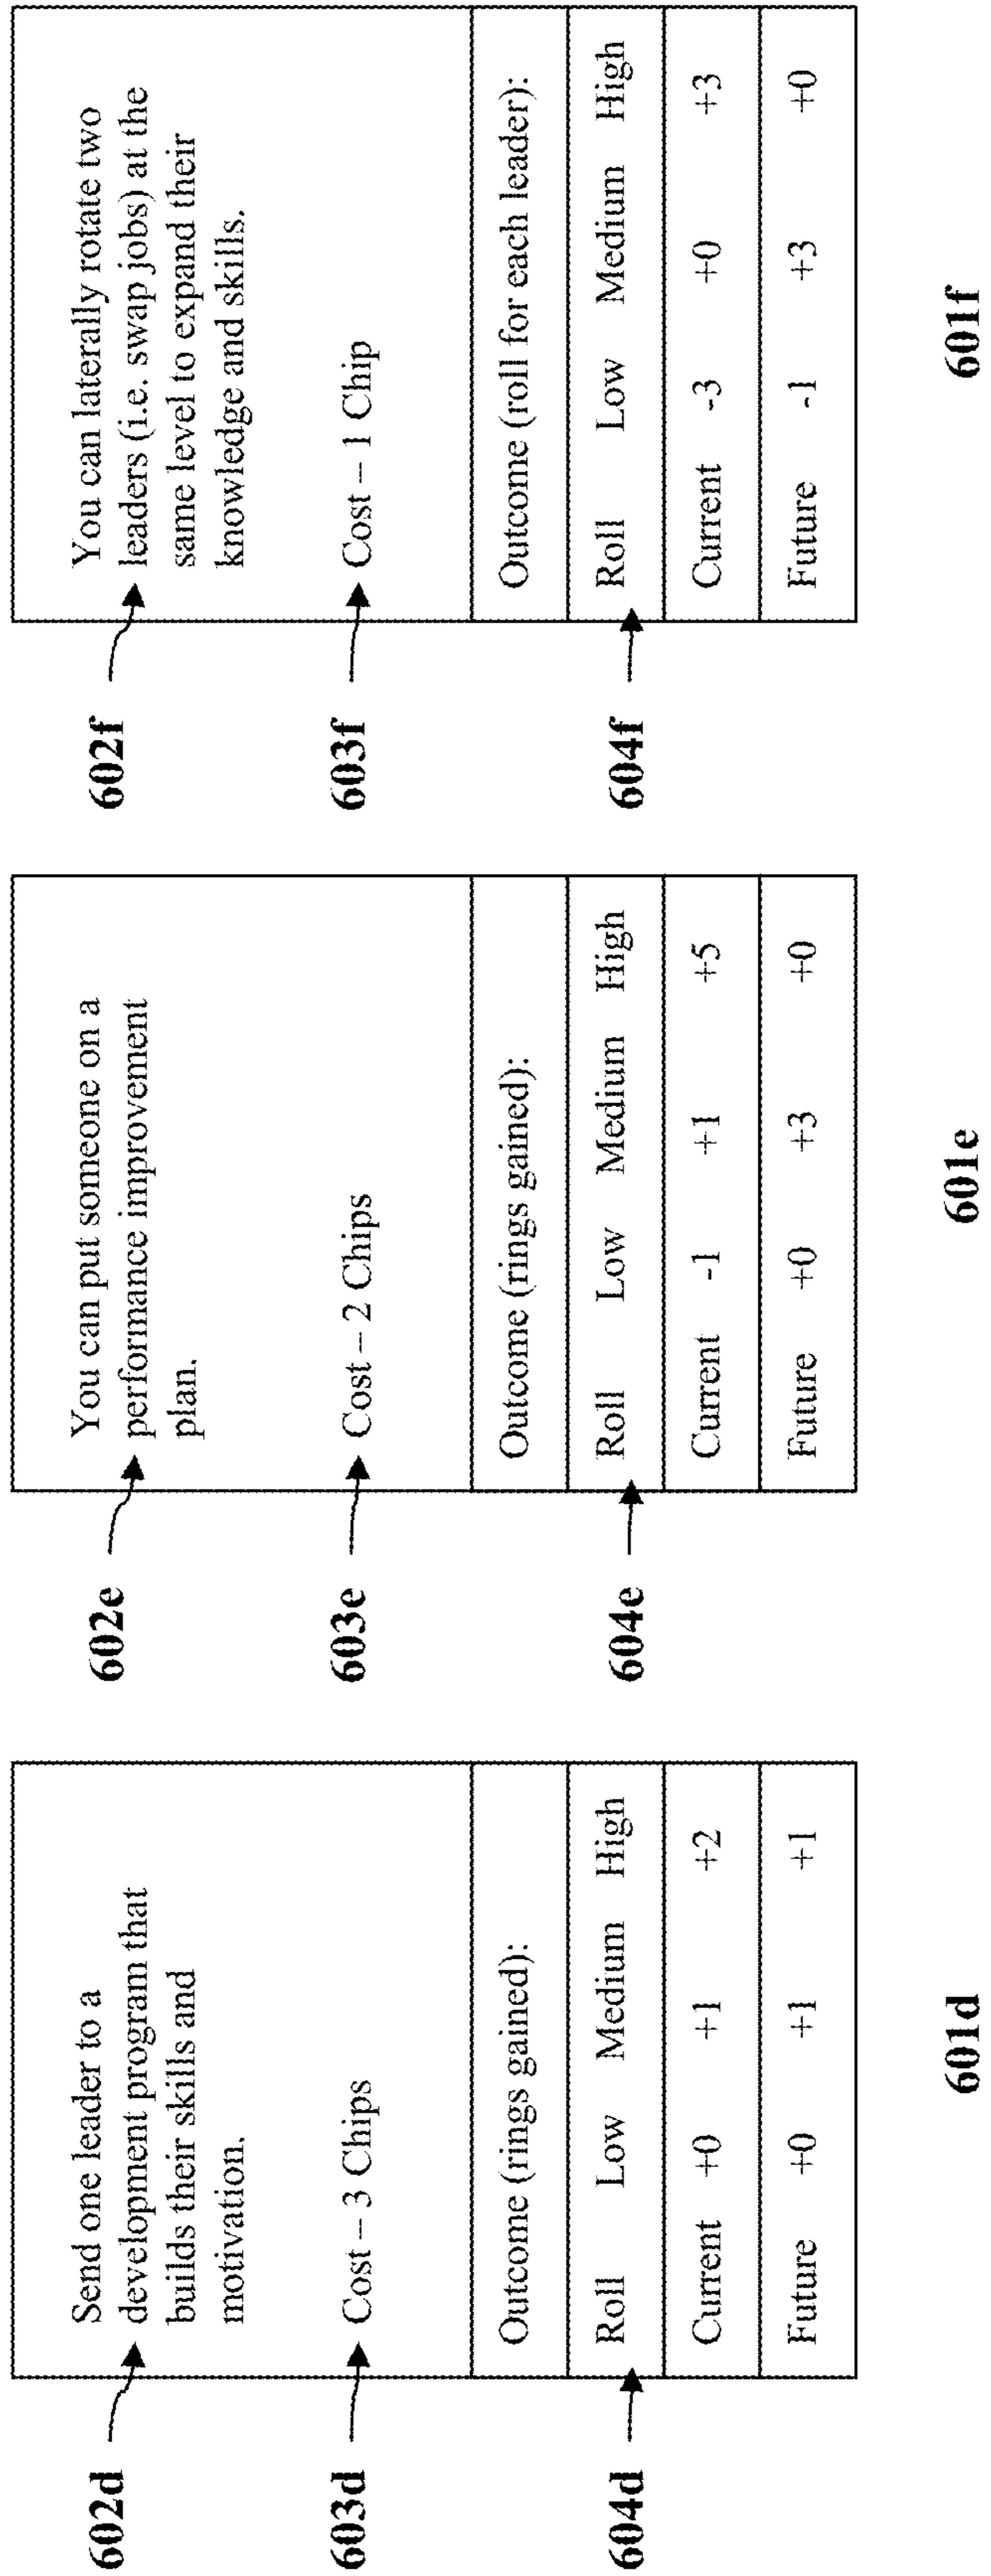 602d
Send one leader to a
development program that
builds their skills and
motivation.
603d
Cost – 3 Chips
Outcome (rings gained):
604d
Roll Low Medium High
Current +0 +1 +2
Future +0 +1 +1
601d
602e
You can put someone on a
performance improvement
plan.
603e
Cost – 2 Chips
Outcome (rings gained):
604e
Roll Low Medium High
Current -1 +1 +5
Future +0 +3 +0
601e
602f
You can laterally rotate two
leaders (i.e. swap jobs) at the
same level to expand their
knowledge and skills.
603f
Cost – 1 Chip
Outcome (roll for each leader):
604f
Roll Low Medium High
Current -3 +0 +3
Future -1 +3 +0
601f